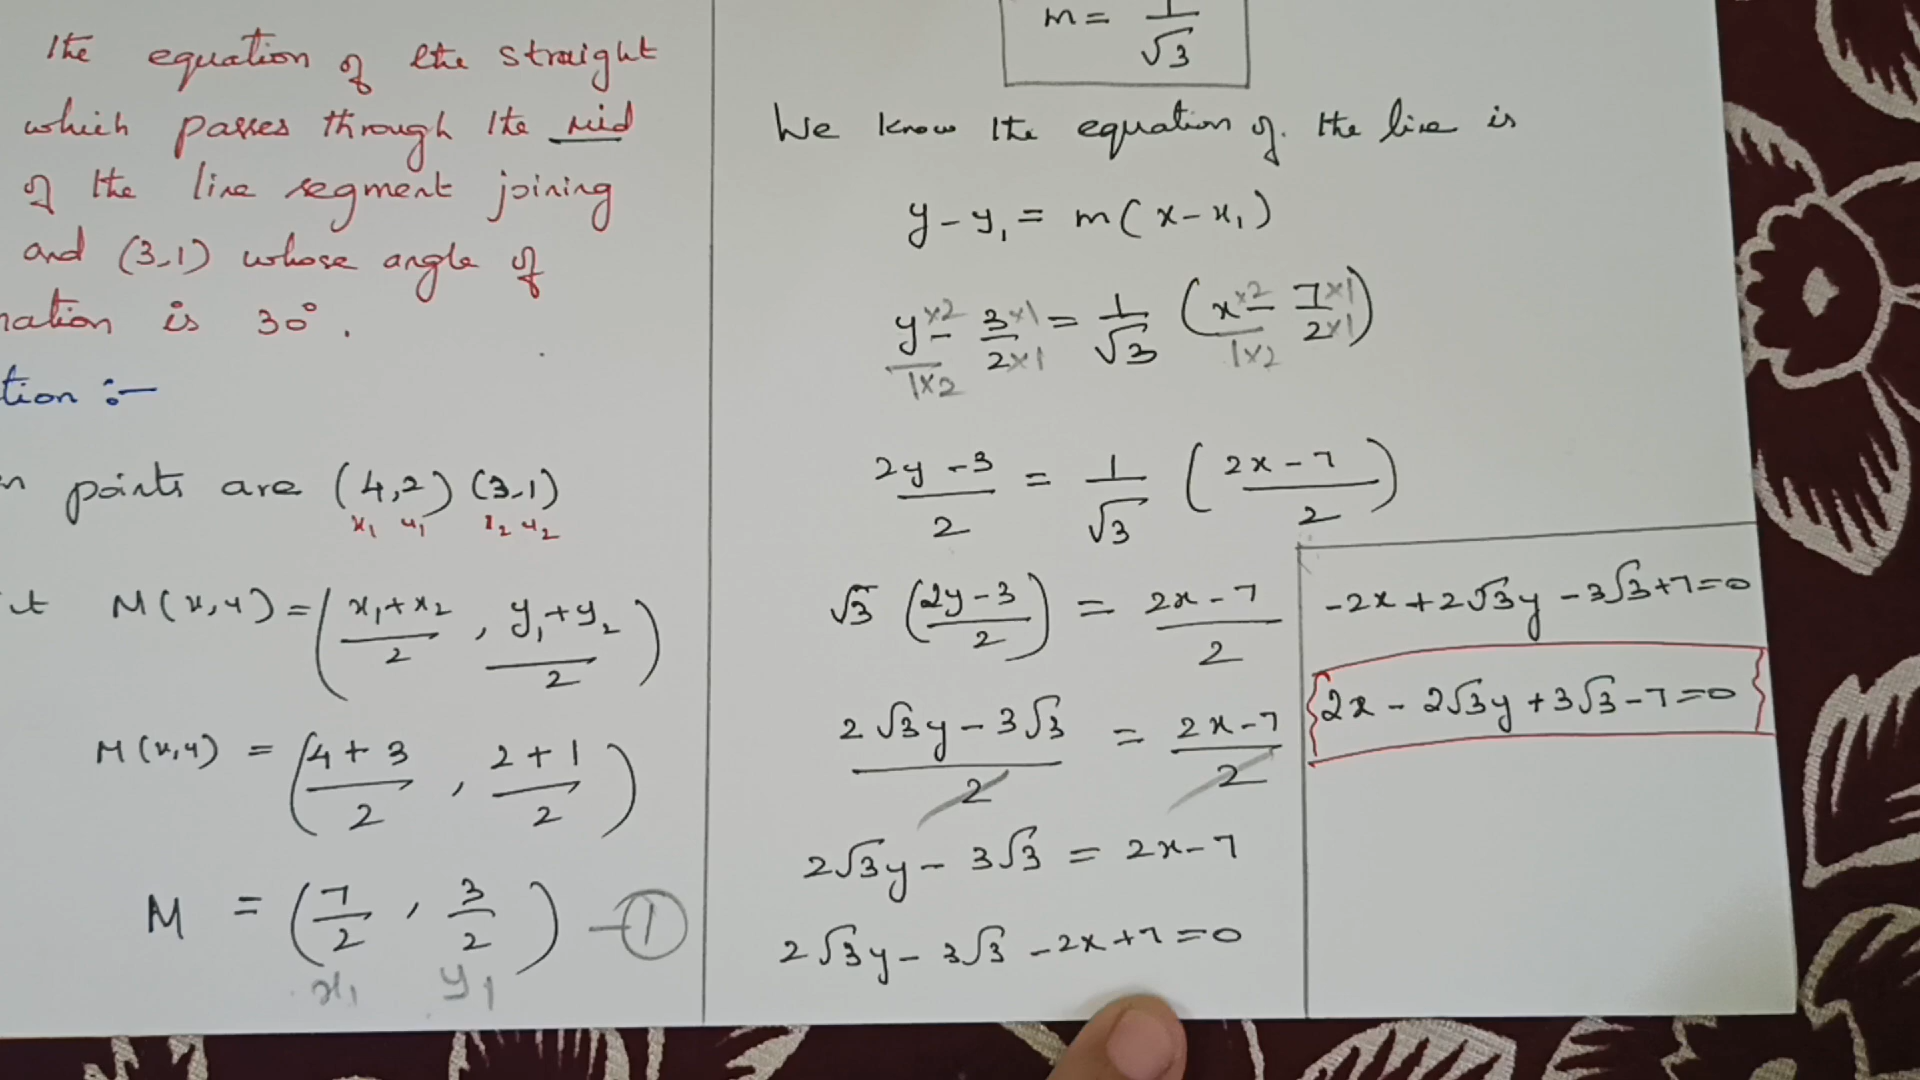 the equation of the straight
which passes through the mid
of the line segment joining
and (3,1) whose angle of
nation is 30°.
tion :-
n points are (4,2) (3,1)
x₁ y₁ x₂ y₂
t M(x,y) = (x₁+x₂/2 , y₁+y₂/2)
M(x,y) = (4+3/2 , 2+1/2)
M = (7/2 , 3/2) - ①
x₁ y₁
m = 1/√3
We know the equation of the line is
y-y₁ = m(x-x₁)
y×2/1×2 - 3×1/2×1 = 1/√3 (x×2/1×2 - 7×1/2×1)
2y-3/2 = 1/√3 (2x-7/2)
√3 (2y-3/2) = 2x-7/2
2√3y-3√3/2 = 2x-7/2
2√3y-3√3 = 2x-7
2√3y-3√3-2x+7=0
-2x+2√3y-3√3+7=0
2x-2√3y+3√3-7=0